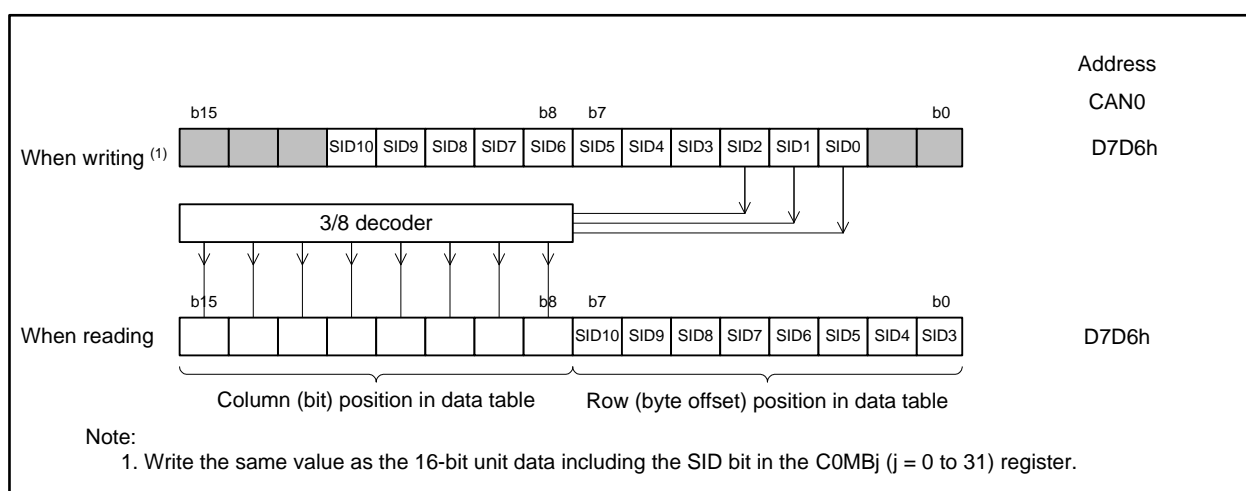 Address
CAN0
b15 b8 b7 b0
When writing (1) SID10 SID9 SID8 SID7 SID6 SID5 SID4 SID3 SID2 SID1 SID0 D7D6h
3/8 decoder
b15 b8 b7 b0
When reading SID10 SID9 SID8 SID7 SID6 SID5 SID4 SID3 D7D6h
Column (bit) position in data table Row (byte offset) position in data table
Note:
1. Write the same value as the 16-bit unit data including the SID bit in the C0MBj (j = 0 to 31) register.